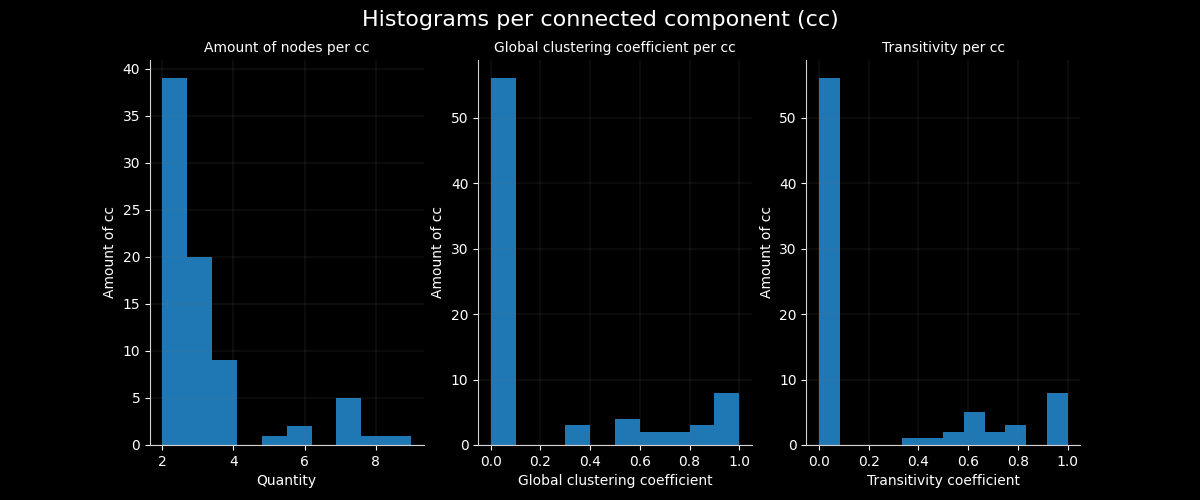 Histograms per connected component (cc)
Amount of nodes per cc
Global clustering coefficient per cc
Transitivity per cc
Amount of cc
40
35
30
25
20
15
10
5
0
2 4 6 8
Quantity
Amount of cc
50
40
30
20
10
0
0.0 0.2 0.4 0.6 0.8 1.0
Global clustering coefficient
Amount of cc
50
40
30
20
10
0
0.0 0.2 0.4 0.6 0.8 1.0
Transitivity coefficient